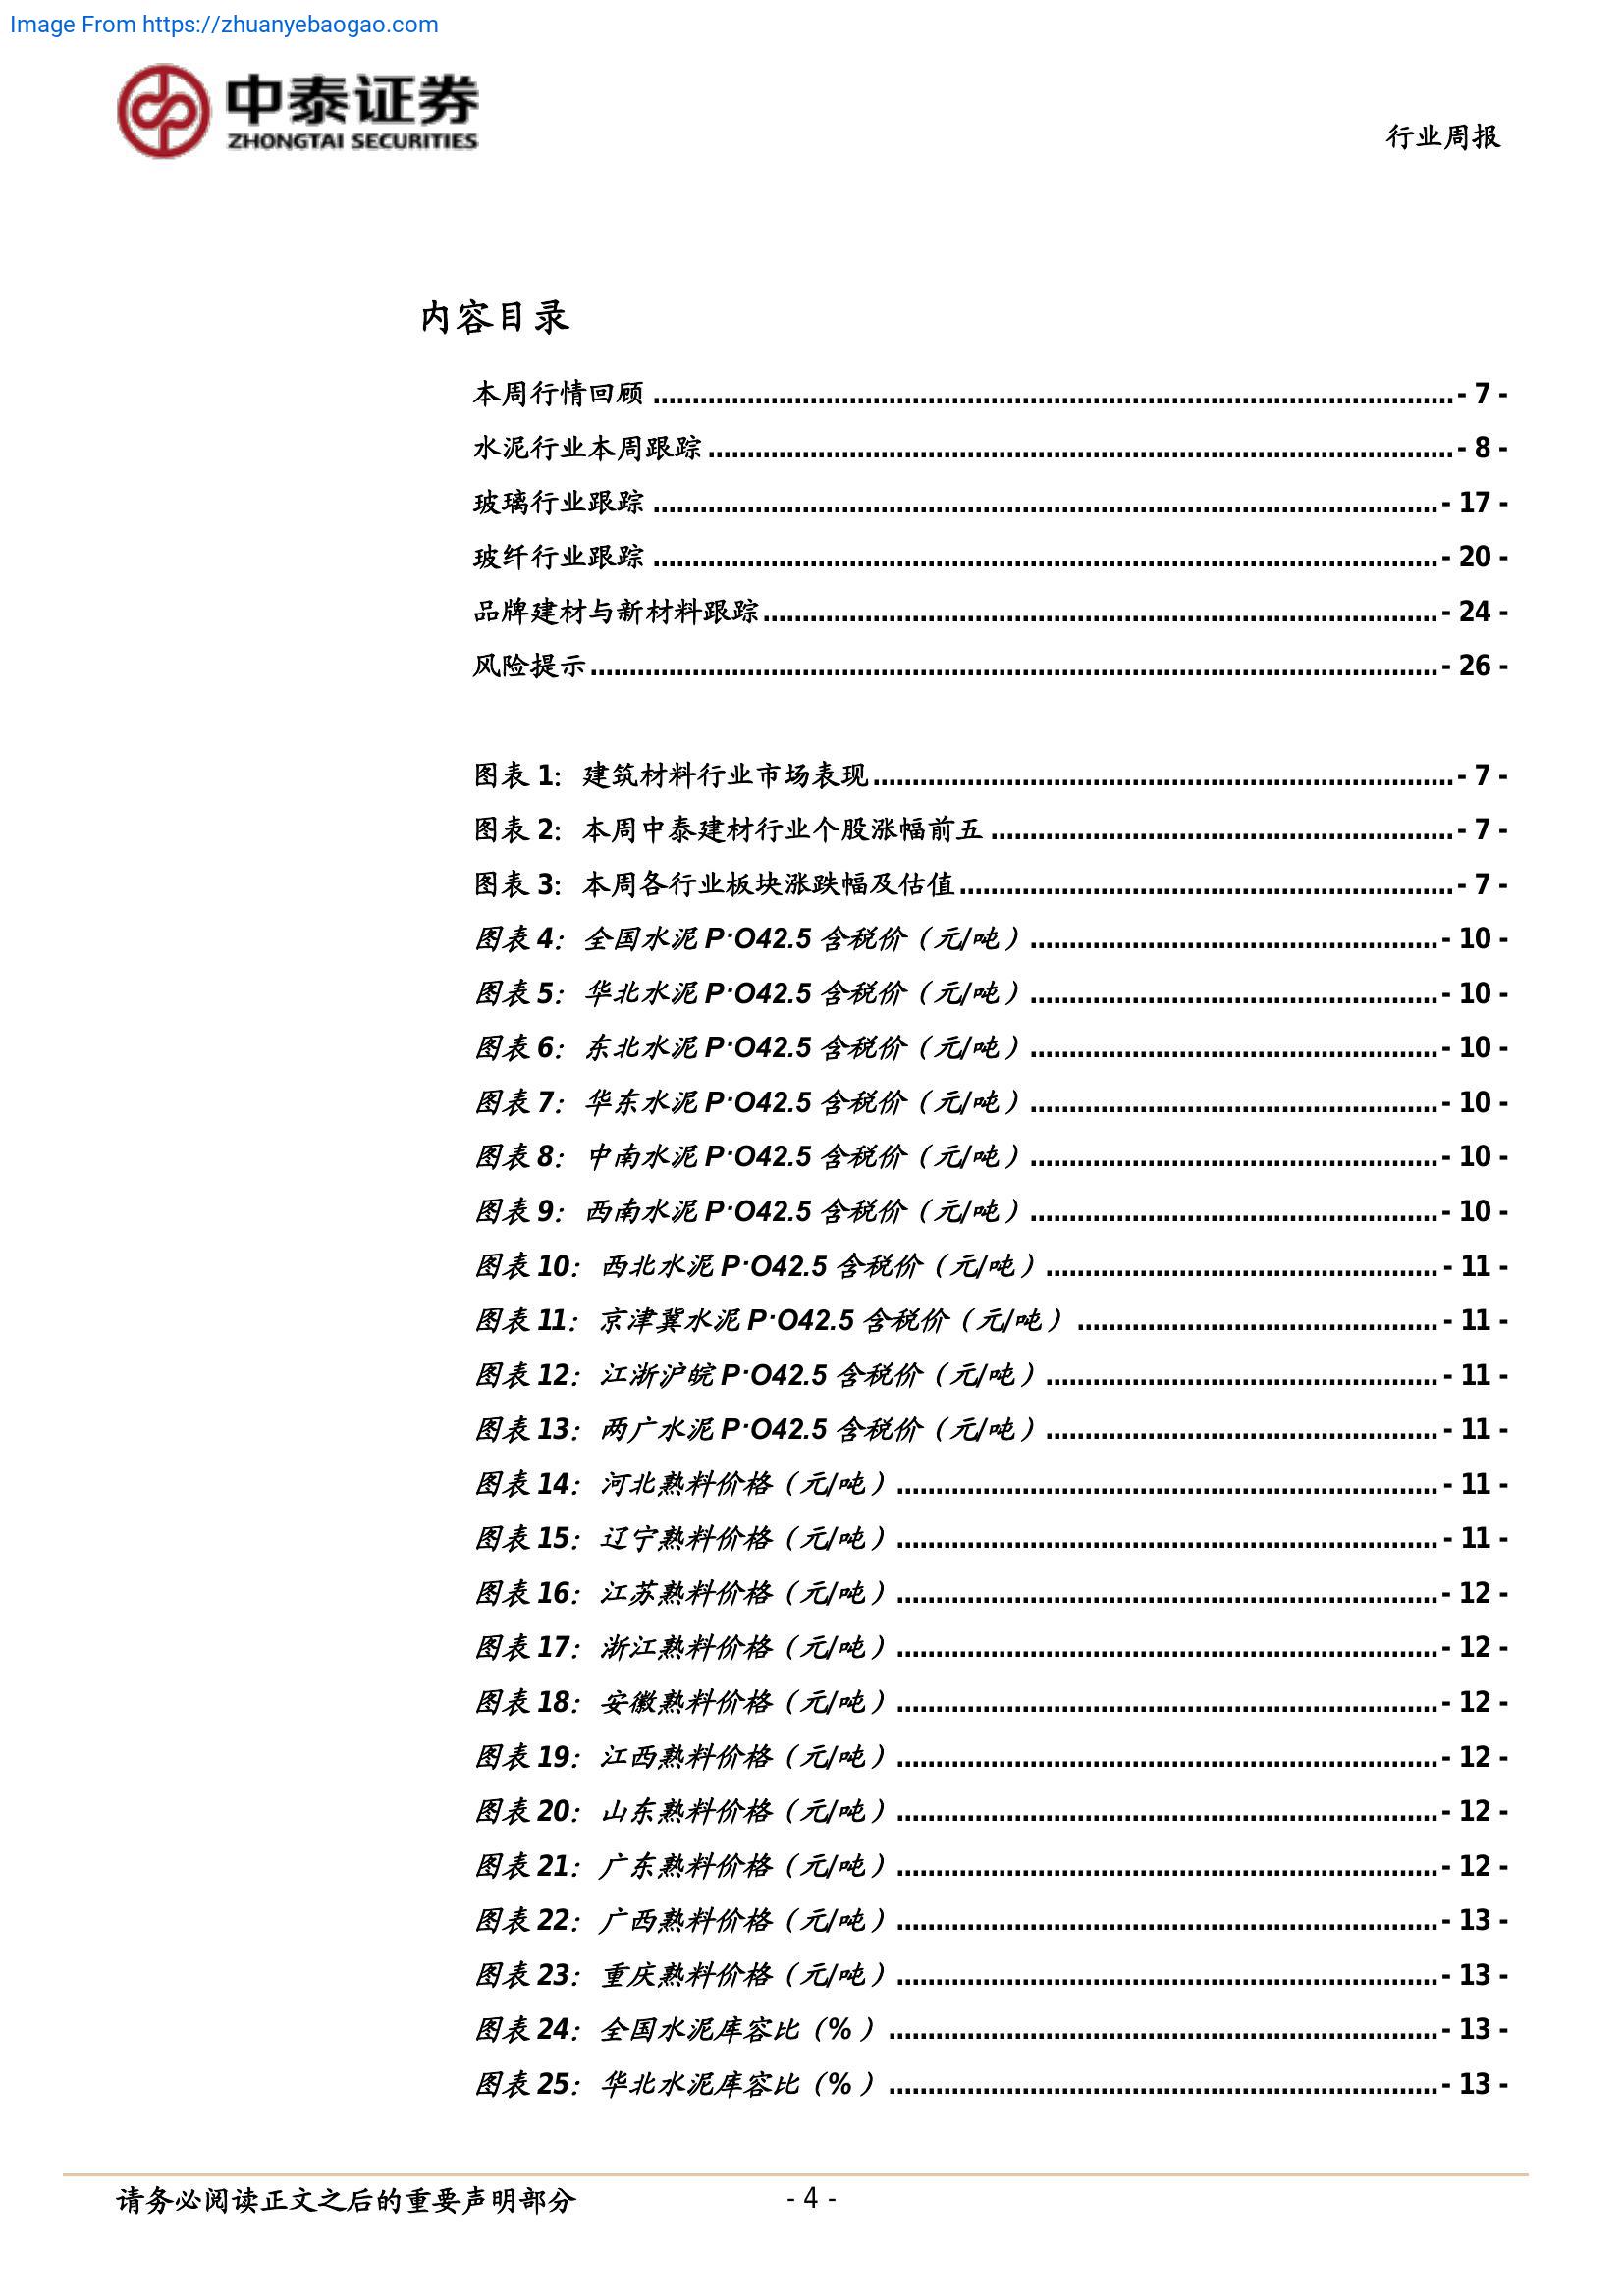 Image From https://zhuanyebaogao.com
中泰证券
ZHONGTAI SECURITIES
行业周报
内容目录
本周行情回顾 ........ - 7 -
水泥行业本周跟踪 ........ - 8 -
玻璃行业跟踪 ........ - 17 -
玻纤行业跟踪 ........ - 20 -
品牌建材与新材料跟踪 ........ - 24 -
风险提示 ........ - 26 -
图表 1：建筑材料行业市场表现 ........ - 7 -
图表 2：本周中泰建材行业个股涨幅前五 ........ - 7 -
图表 3：本周各行业板块涨跌幅及估值 ........ - 7 -
图表 4：全国水泥 P·O42.5 含税价（元/吨） ........ - 10 -
图表 5：华北水泥 P·O42.5 含税价（元/吨） ........ - 10 -
图表 6：东北水泥 P·O42.5 含税价（元/吨） ........ - 10 -
图表 7：华东水泥 P·O42.5 含税价（元/吨） ........ - 10 -
图表 8：中南水泥 P·O42.5 含税价（元/吨） ........ - 10 -
图表 9：西南水泥 P·O42.5 含税价（元/吨） ........ - 10 -
图表 10：西北水泥 P·O42.5 含税价（元/吨） ........ - 11 -
图表 11：京津冀水泥 P·O42.5 含税价（元/吨） ........ - 11 -
图表 12：江浙沪皖 P·O42.5 含税价（元/吨） ........ - 11 -
图表 13：两广水泥 P·O42.5 含税价（元/吨） ........ - 11 -
图表 14：河北熟料价格（元/吨） ........ - 11 -
图表 15：辽宁熟料价格（元/吨） ........ - 11 -
图表 16：江苏熟料价格（元/吨） ........ - 12 -
图表 17：浙江熟料价格（元/吨） ........ - 12 -
图表 18：安徽熟料价格（元/吨） ........ - 12 -
图表 19：江西熟料价格（元/吨） ........ - 12 -
图表 20：山东熟料价格（元/吨） ........ - 12 -
图表 21：广东熟料价格（元/吨） ........ - 12 -
图表 22：广西熟料价格（元/吨） ........ - 13 -
图表 23：重庆熟料价格（元/吨） ........ - 13 -
图表 24：全国水泥库容比（%） ........ - 13 -
图表 25：华北水泥库容比（%） ........ - 13 -
请务必阅读正文之后的重要声明部分
- 4 -